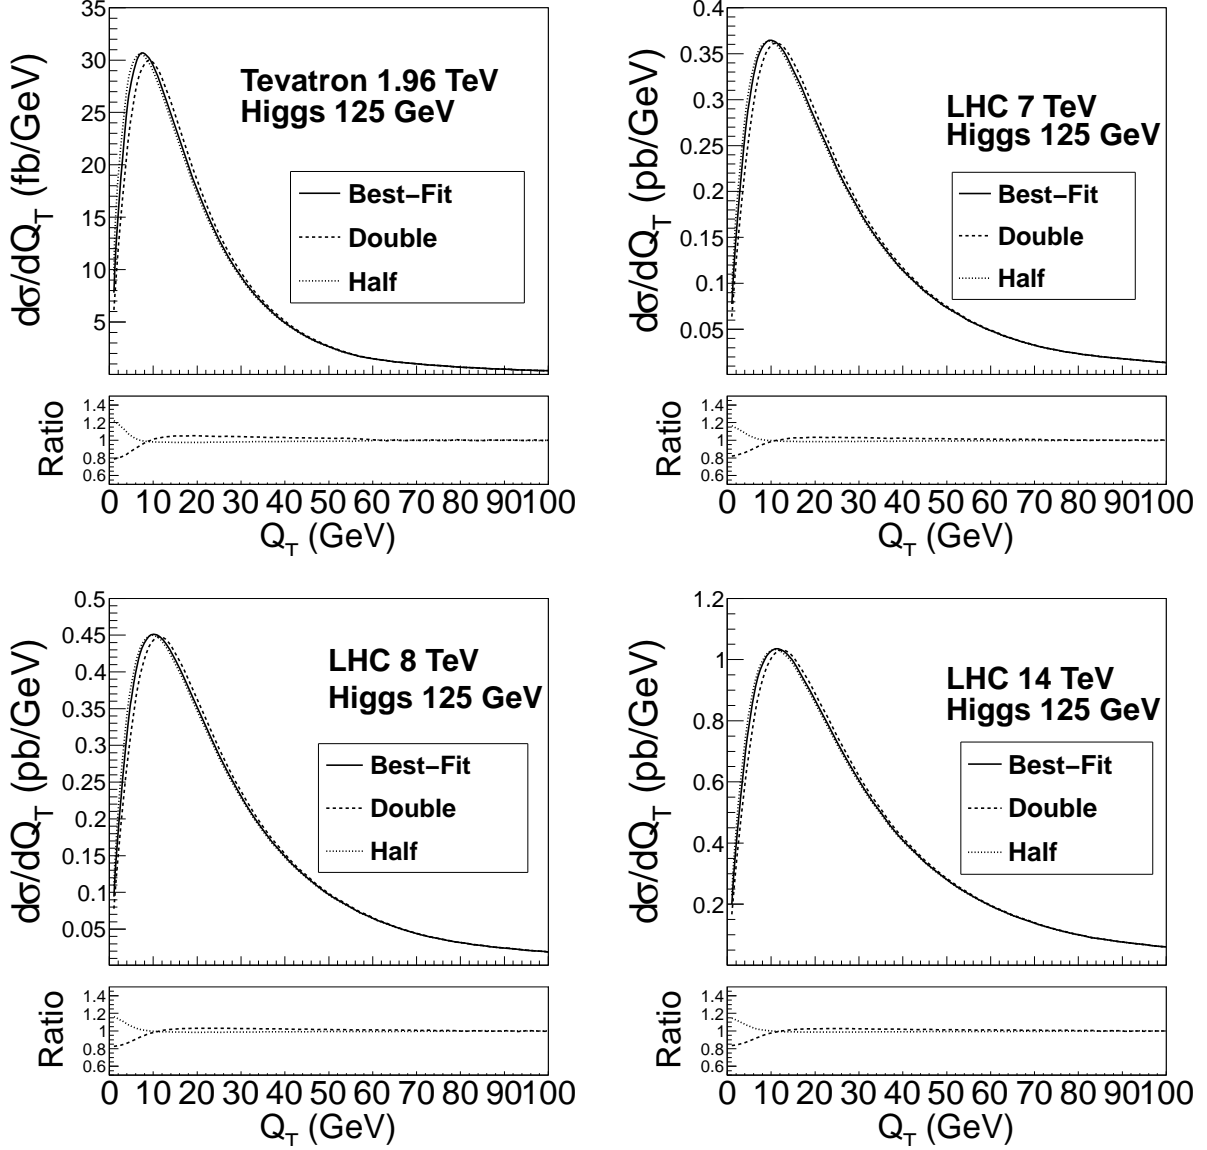 35
30
25
20
15
10
5
dσ/dQ_T (fb/GeV)
Tevatron 1.96 TeV
Higgs 125 GeV
Best−Fit
Double
Half
1.4
1.2
1
0.8
0.6
Ratio
0 10 20 30 40 50 60 70 80 90 100
Q_T (GeV)
0.4
0.35
0.3
0.25
0.2
0.15
0.1
0.05
dσ/dQ_T (pb/GeV)
LHC 7 TeV
Higgs 125 GeV
Best−Fit
Double
Half
1.4
1.2
1
0.8
0.6
Ratio
0 10 20 30 40 50 60 70 80 90 100
Q_T (GeV)
0.5
0.45
0.4
0.35
0.3
0.25
0.2
0.15
0.1
0.05
dσ/dQ_T (pb/GeV)
LHC 8 TeV
Higgs 125 GeV
Best−Fit
Double
Half
1.4
1.2
1
0.8
0.6
Ratio
0 10 20 30 40 50 60 70 80 90 100
Q_T (GeV)
1.2
1
0.8
0.6
0.4
0.2
dσ/dQ_T (pb/GeV)
LHC 14 TeV
Higgs 125 GeV
Best−Fit
Double
Half
1.4
1.2
1
0.8
0.6
Ratio
0 10 20 30 40 50 60 70 80 90 100
Q_T (GeV)